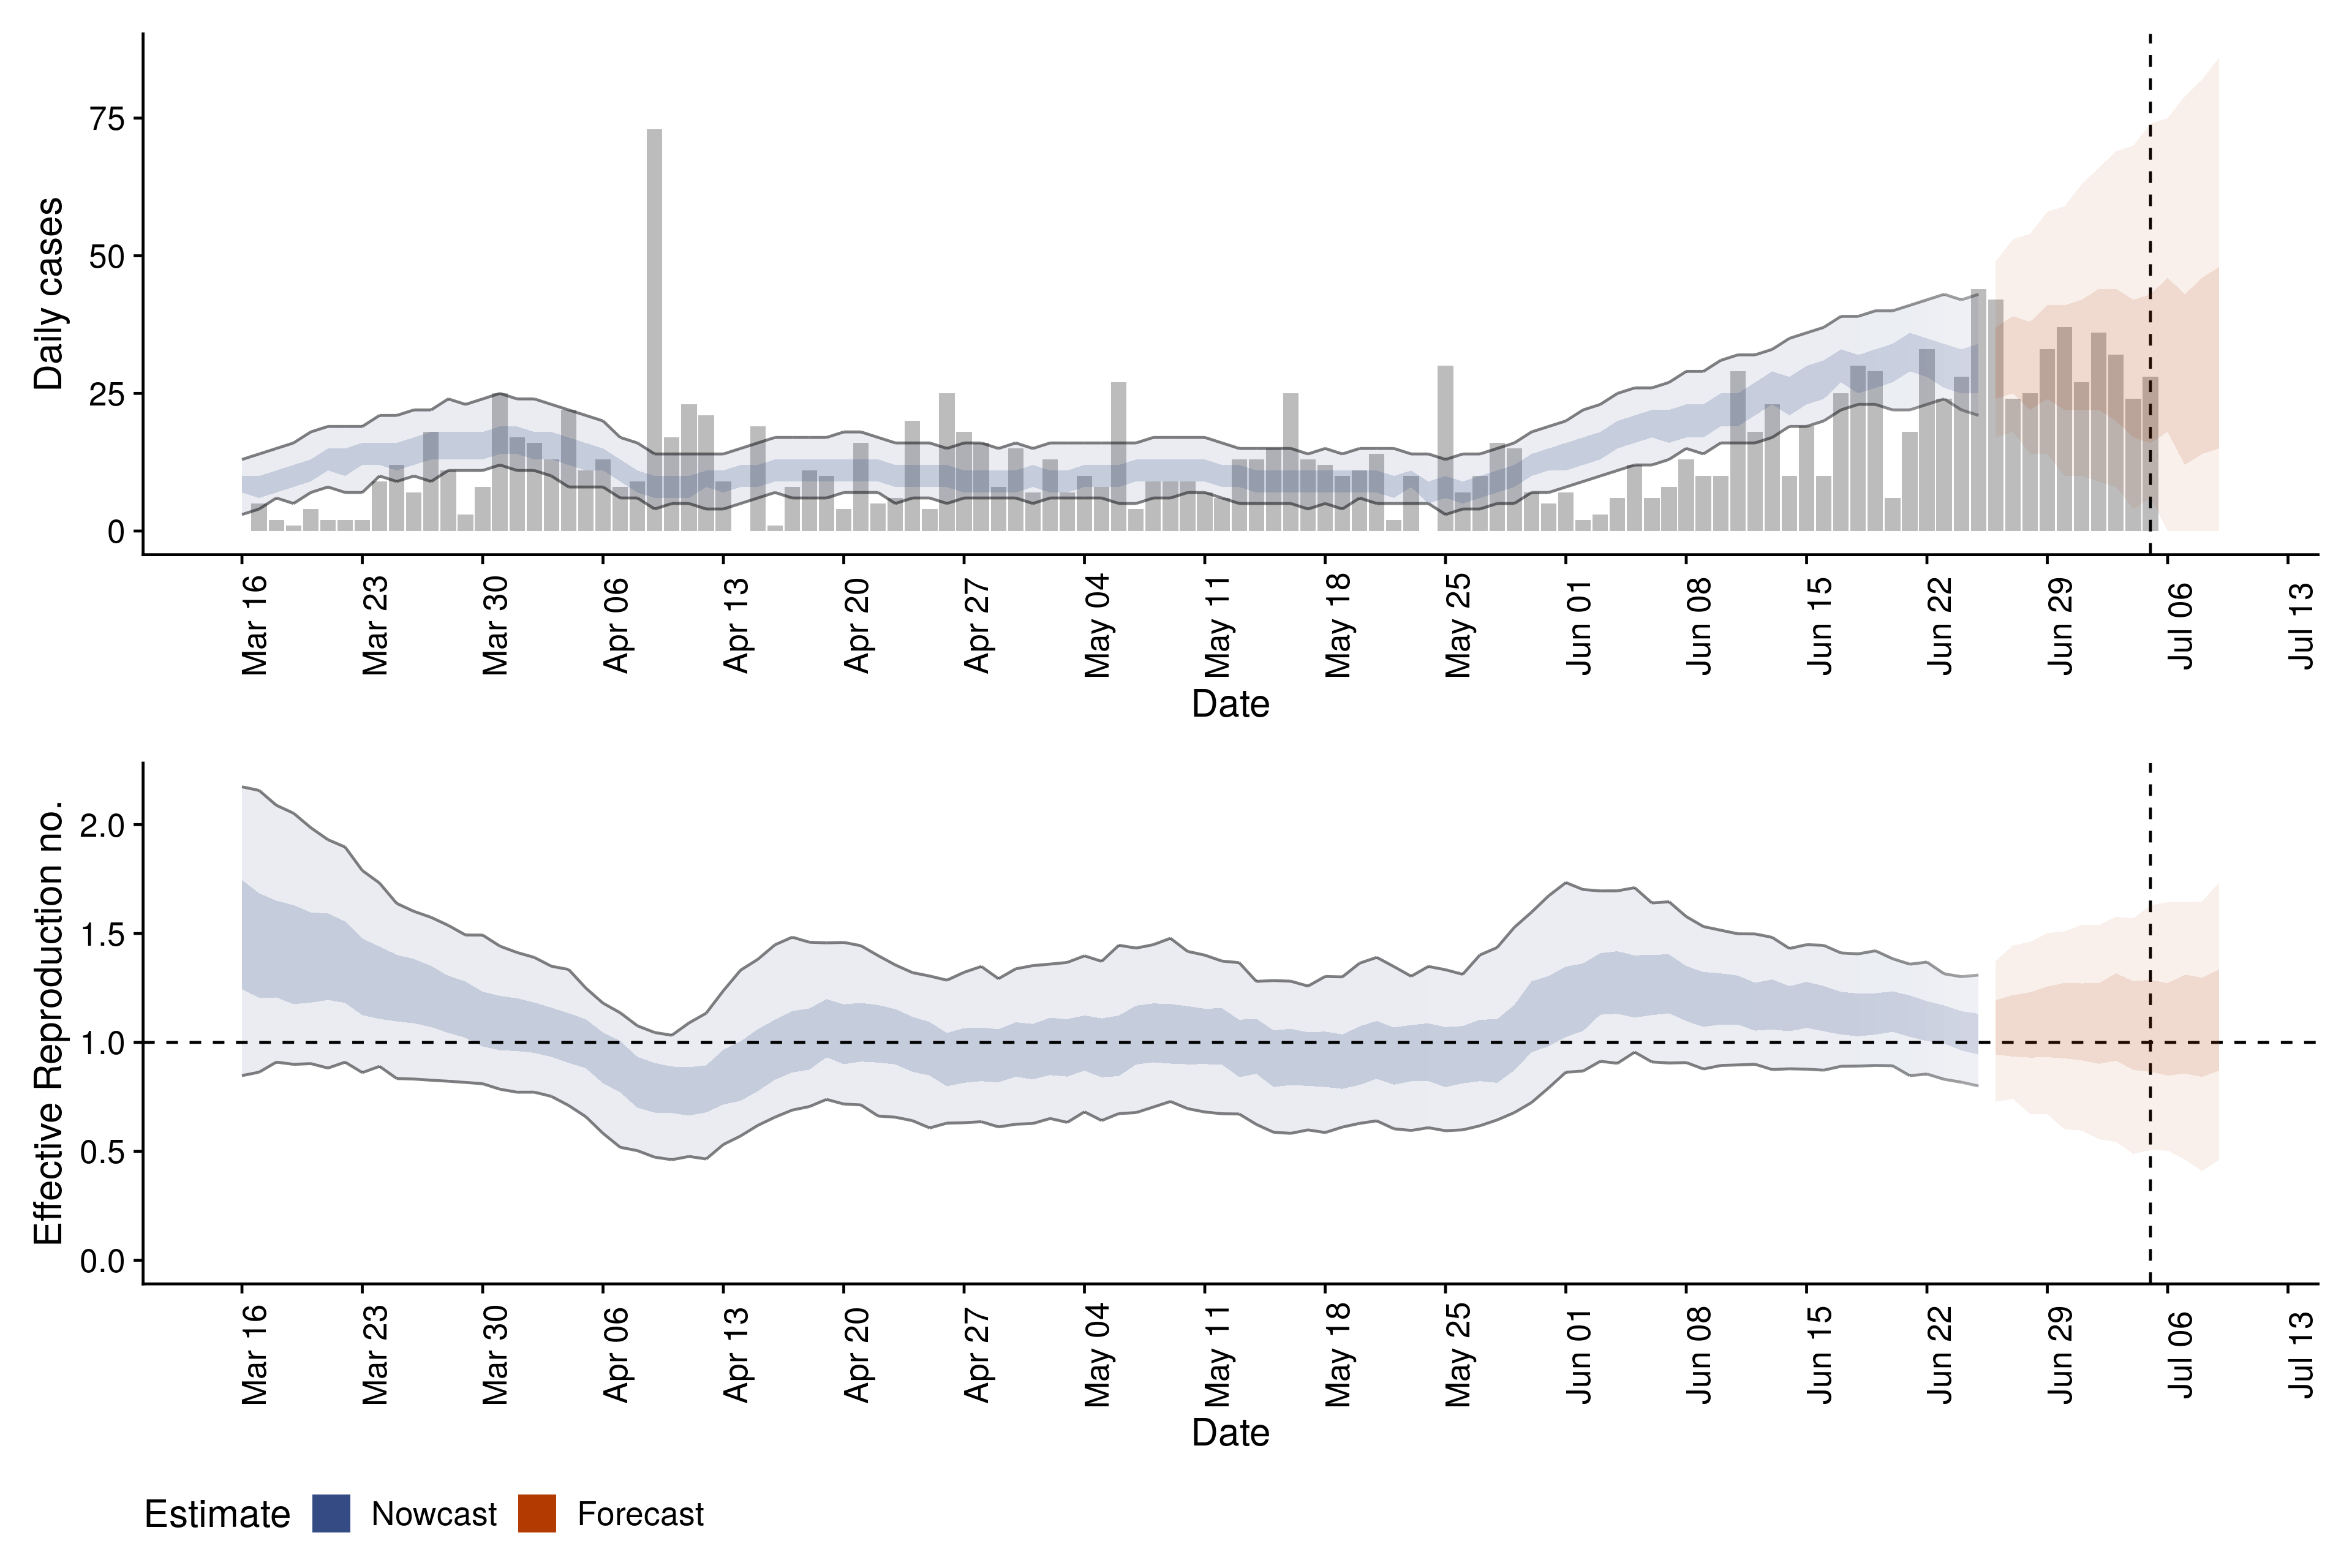 Daily cases
75
50
25
0
Mar 16
Mar 23
Mar 30
Apr 06
Apr 13
Apr 20
Apr 27
May 04
May 11
May 18
May 25
Jun 01
Jun 08
Jun 15
Jun 22
Jun 29
Jul 06
Jul 13
Date
Effective Reproduction no.
2.0
1.5
1.0
0.5
0.0
Mar 16
Mar 23
Mar 30
Apr 06
Apr 13
Apr 20
Apr 27
May 04
May 11
May 18
May 25
Jun 01
Jun 08
Jun 15
Jun 22
Jun 29
Jul 06
Jul 13
Date
Estimate Nowcast Forecast